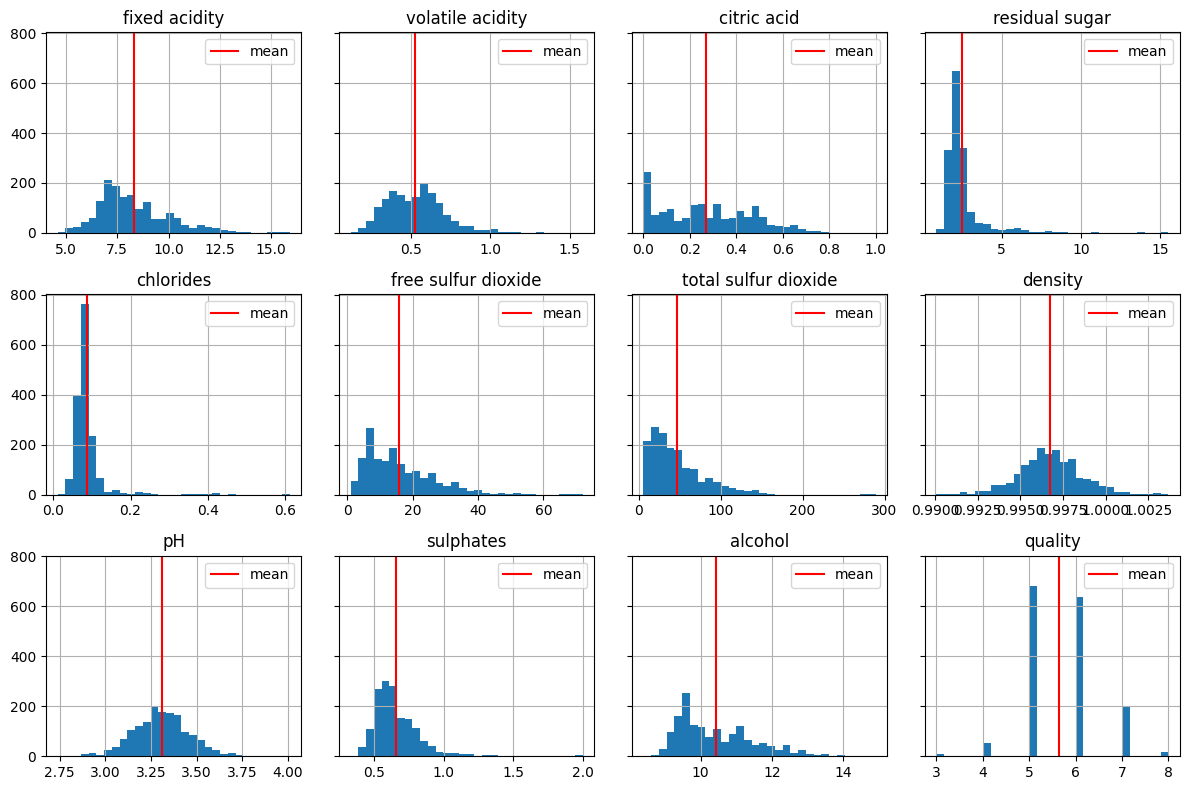 fixed acidity volatile acidity citric acid residual sugar
800 mean mean mean mean
600
400
200
0
5.0 7.5 10.0 12.5 15.0 0.5 1.0 1.5 0.0 0.2 0.4 0.6 0.8 1.0 5 10 15
chlorides free sulfur dioxide total sulfur dioxide density
800 mean mean mean mean
600
400
200
0
0.0 0.2 0.4 0.6 0 20 40 60 0 100 200 300 0.9900 0.9925 0.9950 0.9975 1.0000 1.0025
pH sulphates alcohol quality
800 mean mean mean mean
600
400
200
0
2.75 3.00 3.25 3.50 3.75 4.00 0.5 1.0 1.5 2.0 10 12 14 3 4 5 6 7 8